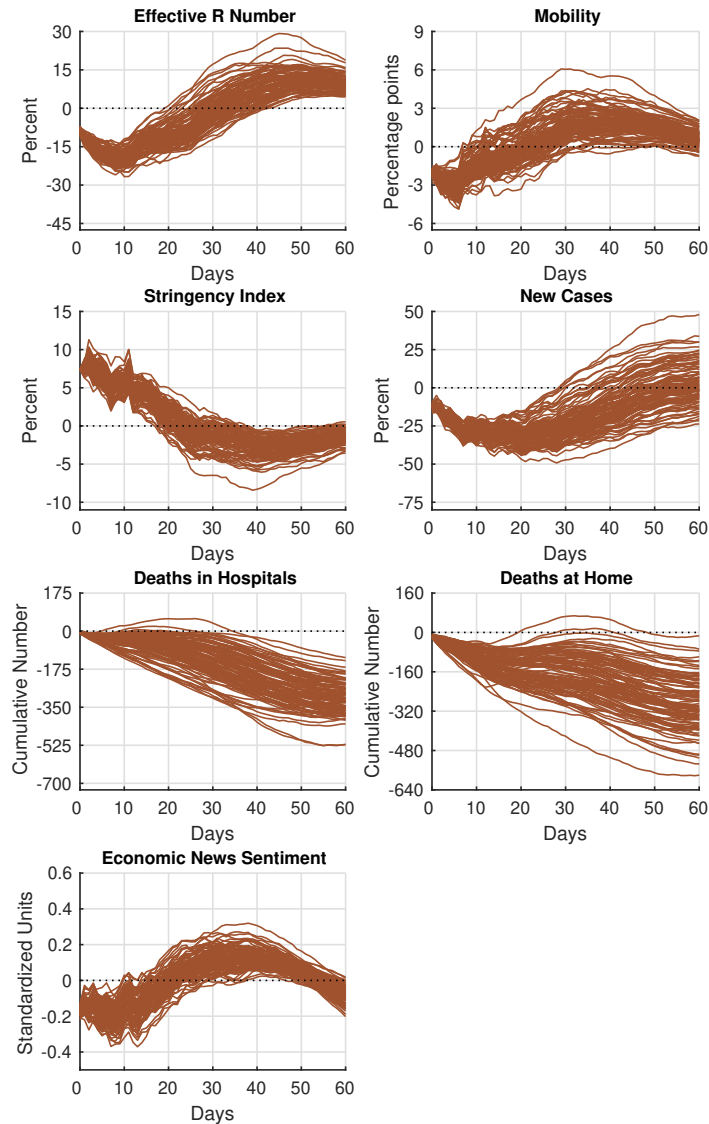 Effective R Number
Percent
30
15
0
-15
-30
-45
0 10 20 30 40 50 60
Days
Mobility
Percentage points
9
6
3
0
-3
-6
0 10 20 30 40 50 60
Days
Stringency Index
Percent
15
10
5
0
-5
-10
0 10 20 30 40 50 60
Days
New Cases
Percent
50
25
0
-25
-50
-75
0 10 20 30 40 50 60
Days
Deaths in Hospitals
Cumulative Number
175
0
-175
-350
-525
-700
0 10 20 30 40 50 60
Days
Deaths at Home
Cumulative Number
160
0
-160
-320
-480
-640
0 10 20 30 40 50 60
Days
Economic News Sentiment
Standardized Units
0.6
0.4
0.2
0
-0.2
-0.4
0 10 20 30 40 50 60
Days